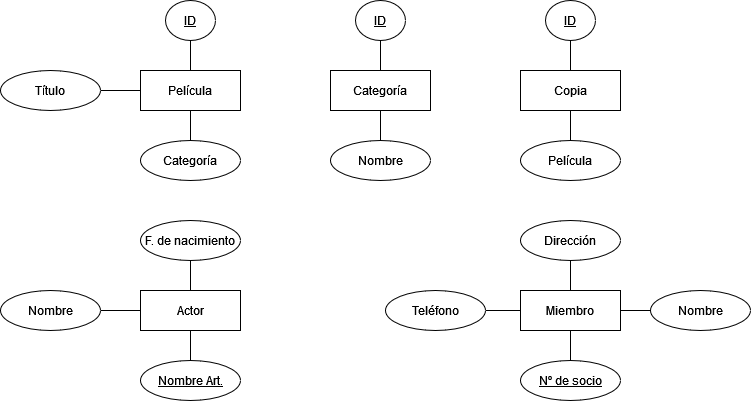 ID
ID
ID
Título
Película
Categoría
Copia
Categoría
Nombre
Película
F. de nacimiento
Dirección
Nombre
Actor
Teléfono
Miembro
Nombre
Nombre Art.
Nº de socio